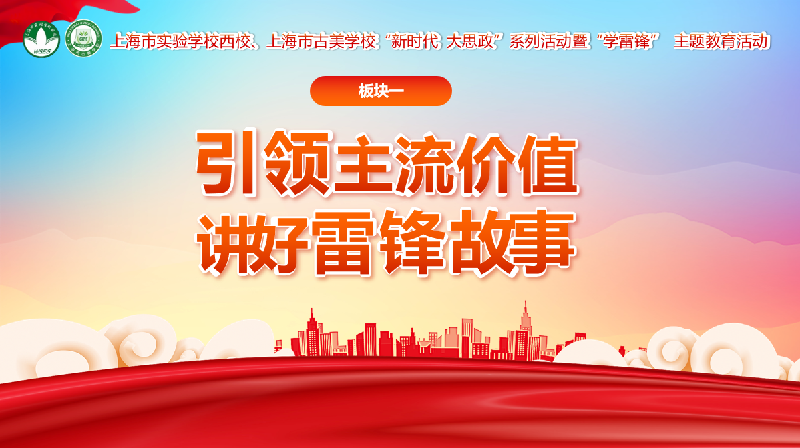 上海市实验学校西校、上海市古美学校“新时代 大思政”系列活动暨“学雷锋” 主题教育活动
板块一
引领主流价值
讲好雷锋故事